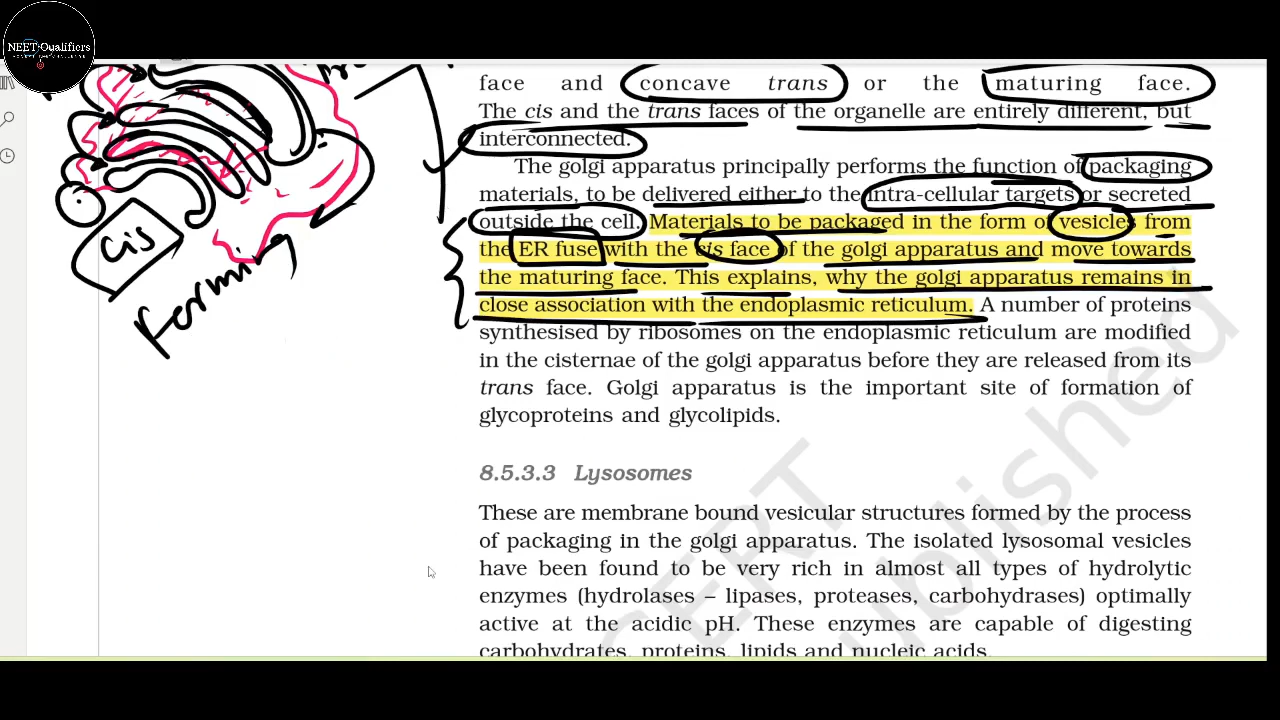 NEET Qualifiers
face and concave trans or the maturing face.
The cis and the trans faces of the organelle are entirely different, but
interconnected.
The golgi apparatus principally performs the function of packaging
materials, to be delivered either to the intra-cellular targets or secreted
outside the cell. Materials to be packaged in the form of vesicles from
the ER fuse with the cis face of the golgi apparatus and move towards
the maturing face. This explains, why the golgi apparatus remains in
close association with the endoplasmic reticulum. A number of proteins
synthesised by ribosomes on the endoplasmic reticulum are modified
in the cisternae of the golgi apparatus before they are released from its
trans face. Golgi apparatus is the important site of formation of
glycoproteins and glycolipids.
Cis
Forming
8.5.3.3 Lysosomes
These are membrane bound vesicular structures formed by the process
of packaging in the golgi apparatus. The isolated lysosomal vesicles
have been found to be very rich in almost all types of hydrolytic
enzymes (hydrolases – lipases, proteases, carbohydrases) optimally
active at the acidic pH. These enzymes are capable of digesting
carbohydrates, proteins, lipids and nucleic acids.